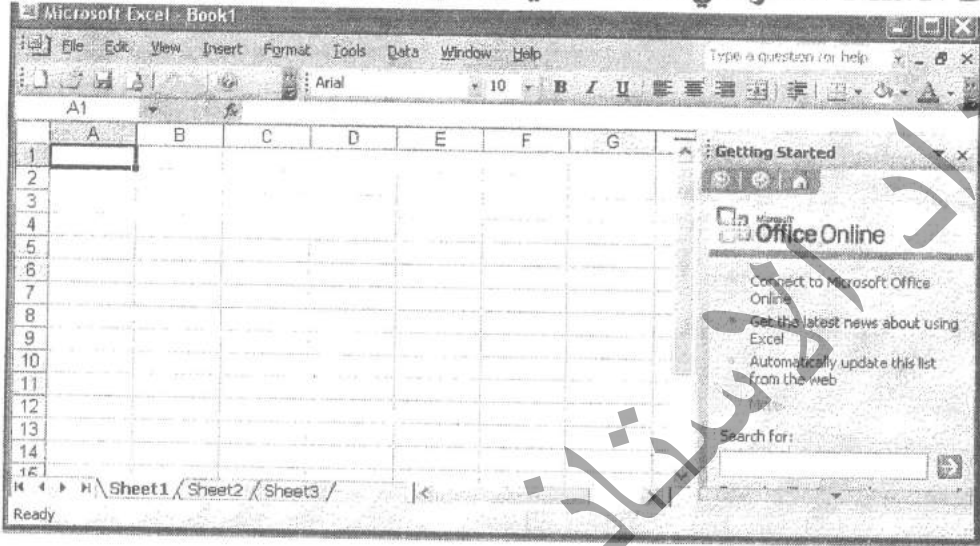 Microsoft Excel - Book1
File Edit View Insert Format Tools Data Window Help
Type a question for help
Arial 10 B I U
A1 fx
A B C D E F G
1
2
3
4
5
6
7
8
9
10
11
12
13
14
15
Getting Started
Microsoft
Office Online
Connect to Microsoft Office
Online
Get the latest news about using
Excel
Automatically update this list
from the web
Search for:
Sheet1 Sheet2 Sheet3
Ready